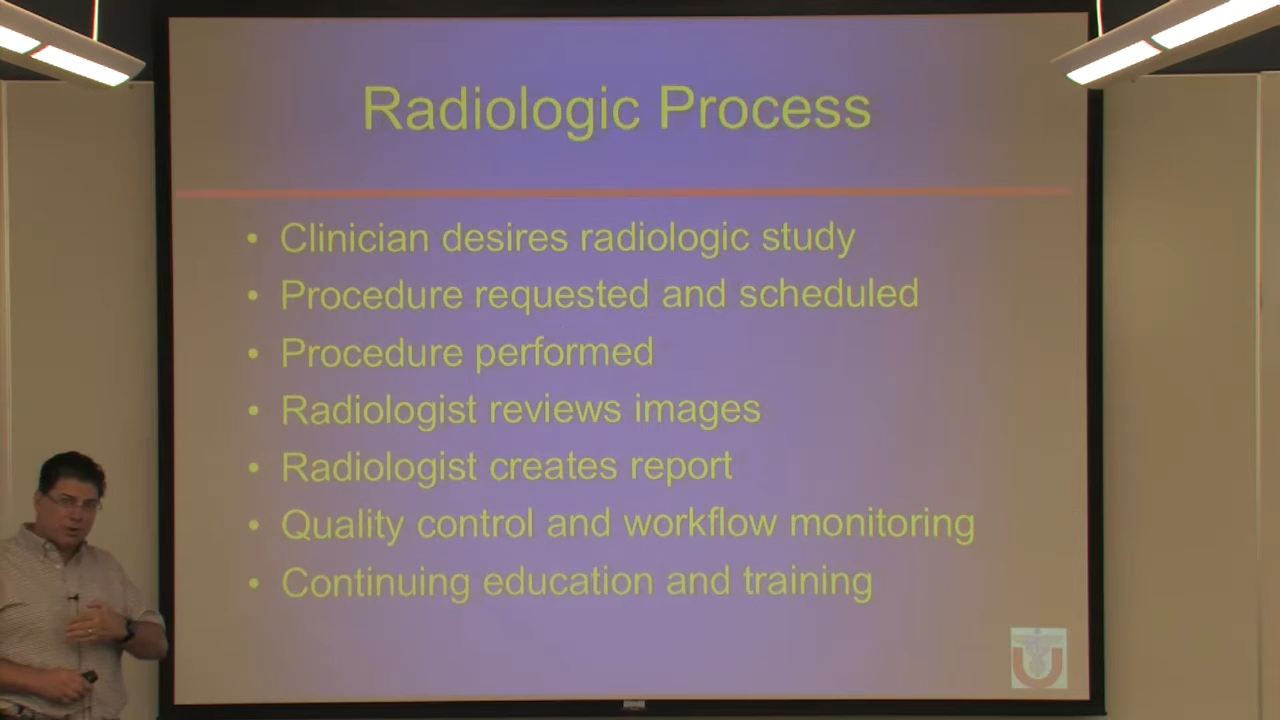 Radiologic Process
• Clinician desires radiologic study
• Procedure requested and scheduled
• Procedure performed
• Radiologist reviews images
• Radiologist creates report
• Quality control and workflow monitoring
• Continuing education and training
U